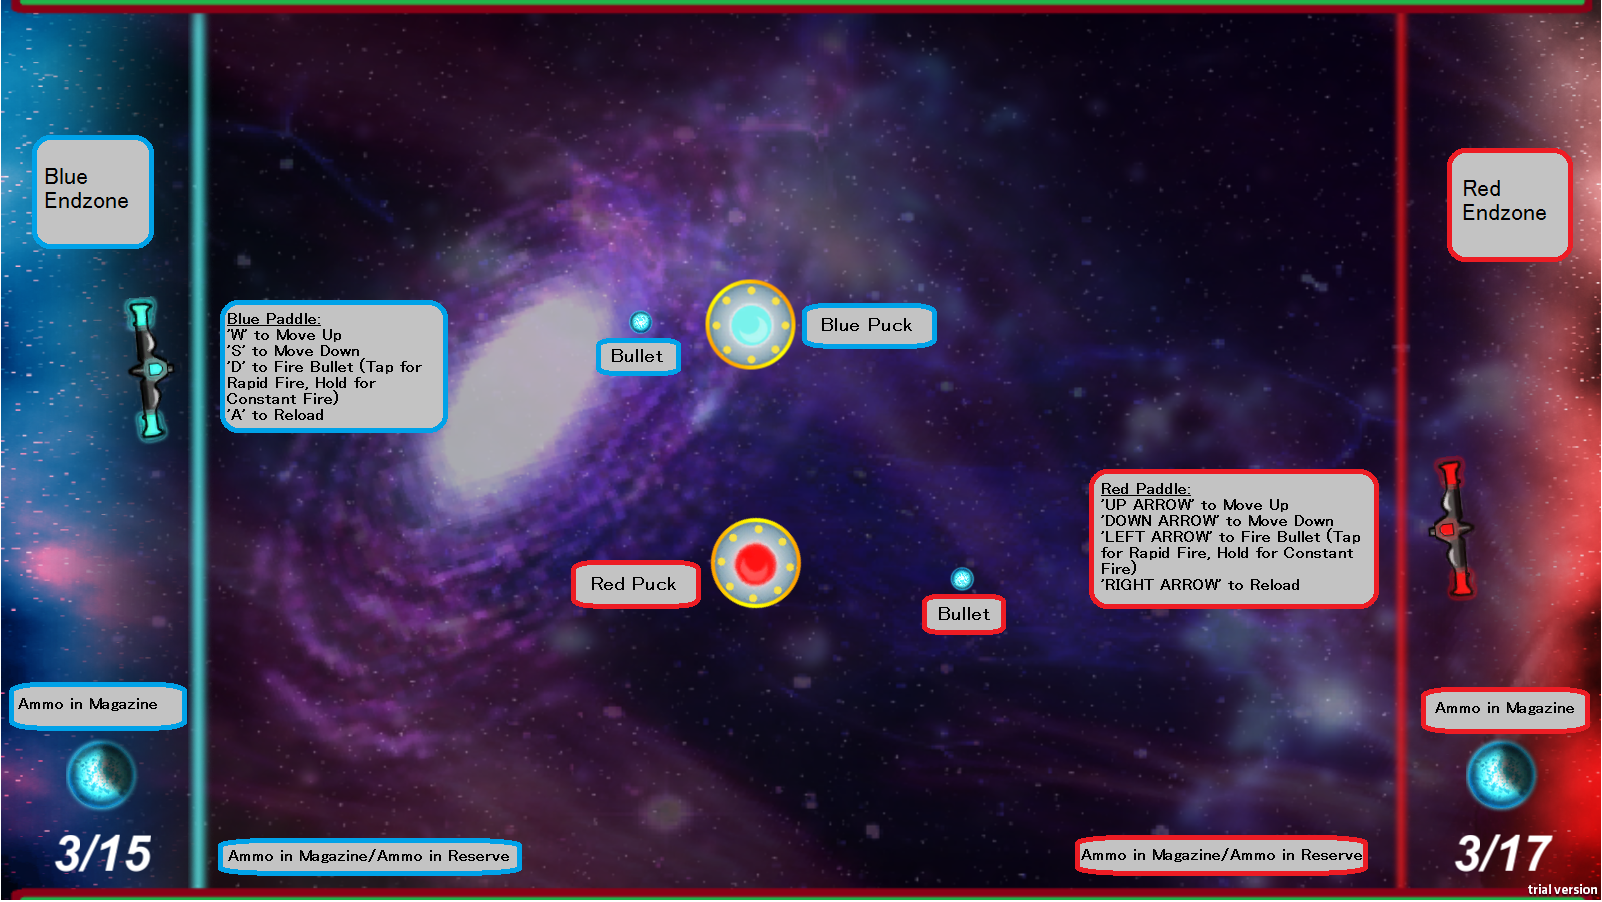 Blue
Endzone
Red
Endzone
Blue Paddle:
'W' to Move Up
'S' to Move Down
'D' to Fire Bullet (Tap for
Rapid Fire, Hold for
Constant Fire)
'A' to Reload
Bullet
Blue Puck
Red Paddle:
'UP ARROW' to Move Up
'DOWN ARROW' to Move Down
'LEFT ARROW' to Fire Bullet (Tap
for Rapid Fire, Hold for Constant
Fire)
'RIGHT ARROW' to Reload
Red Puck
Bullet
Ammo in Magazine
Ammo in Magazine
3/15
Ammo in Magazine/Ammo in Reserve
Ammo in Magazine/Ammo in Reserve
3/17
trial version